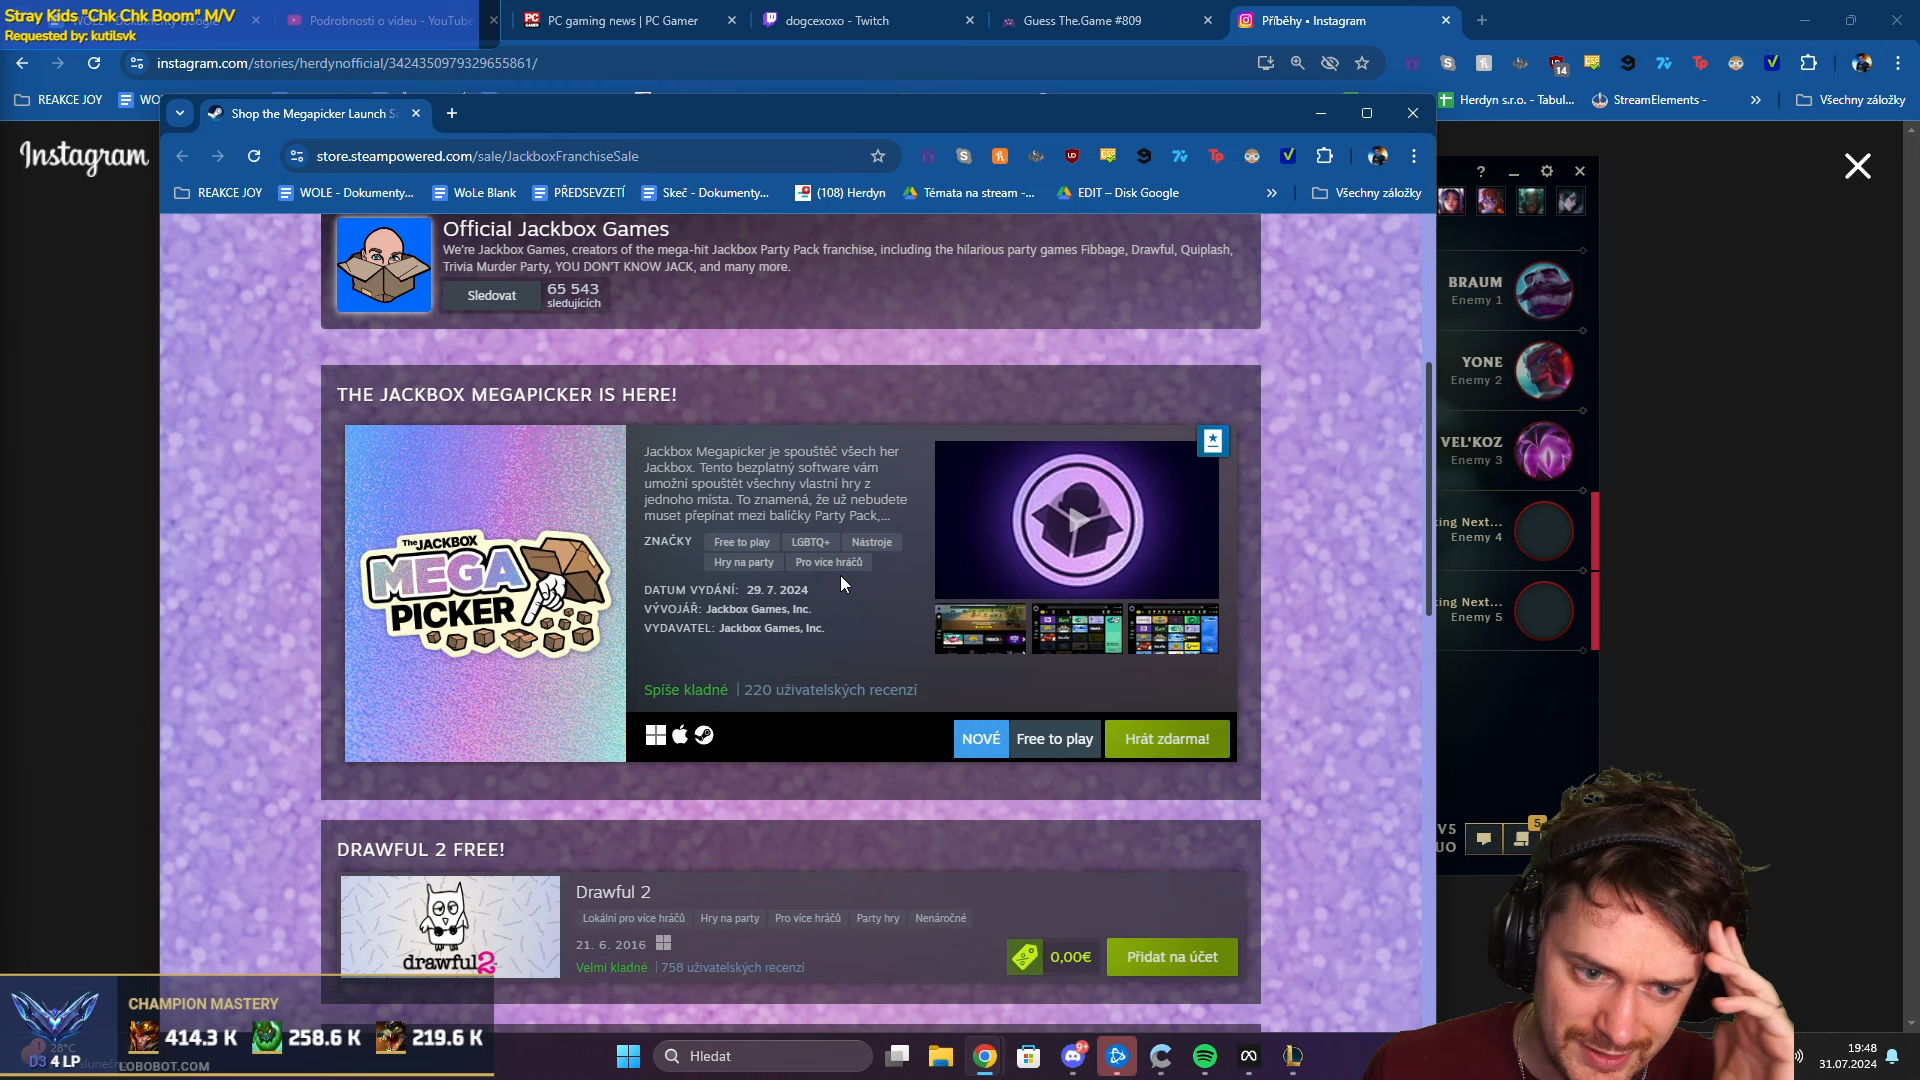 Stray Kids "Chk Chk Boom" M/V
Requested by: kutilsvk
Podrobnosti o videu - YouTube
PC gaming news | PC Gamer
dogcexoxo - Twitch
Guess The.Game #809
Příběhy • Instagram
instagram.com/stories/herdynofficial/3424350979329655861/
14
REAKCE JOY
WO
Herdyn s.r.o. - Tabul...
StreamElements -
Všechny záložky
Shop the Megapicker Launch S
Instagram
store.steampowered.com/sale/JackboxFranchiseSale
REAKCE JOY
WOLE - Dokumenty...
WoLe Blank
PŘEDSEVZETÍ
Skeč - Dokumenty...
(108) Herdyn
Témata na stream -...
EDIT – Disk Google
Všechny záložky
Official Jackbox Games
We're Jackbox Games, creators of the mega-hit Jackbox Party Pack franchise, including the hilarious party games Fibbage, Drawful, Quiplash,
Trivia Murder Party, YOU DON'T KNOW JACK, and many more.
Sledovat
65 543
sledujících
THE JACKBOX MEGAPICKER IS HERE!
The JACKBOX
MEGA
PICKER
Jackbox Megapicker je spouštěč všech her
Jackbox. Tento bezplatný software vám
umožní spouštět všechny vlastní hry z
jednoho místa. To znamená, že už nebudete
muset přepínat mezi balíčky Party Pack,...
ZNAČKY
Free to play
LGBTQ+
Nástroje
Hry na party
Pro více hráčů
DATUM VYDÁNÍ: 29. 7. 2024
VÝVOJÁŘ: Jackbox Games, Inc.
VYDAVATEL: Jackbox Games, Inc.
Spíše kladné | 220 uživatelských recenzí
NOVÉ
Free to play
Hrát zdarma!
DRAWFUL 2 FREE!
drawful2
Drawful 2
Lokální pro více hráčů
Hry na party
Pro více hráčů
Party hry
Nenáročné
21. 6. 2016
Velmi kladné | 758 uživatelských recenzí
0,00€
Přidat na účet
BRAUM
Enemy 1
YONE
Enemy 2
VEL'KOZ
Enemy 3
king Next...
Enemy 4
king Next...
Enemy 5
V5
UO
5
CHAMPION MASTERY
414.3 K
258.6 K
219.6 K
28°C
D3 4 LP
LOBOBOT.COM
Hledat
9+
19:48
31.07.2024